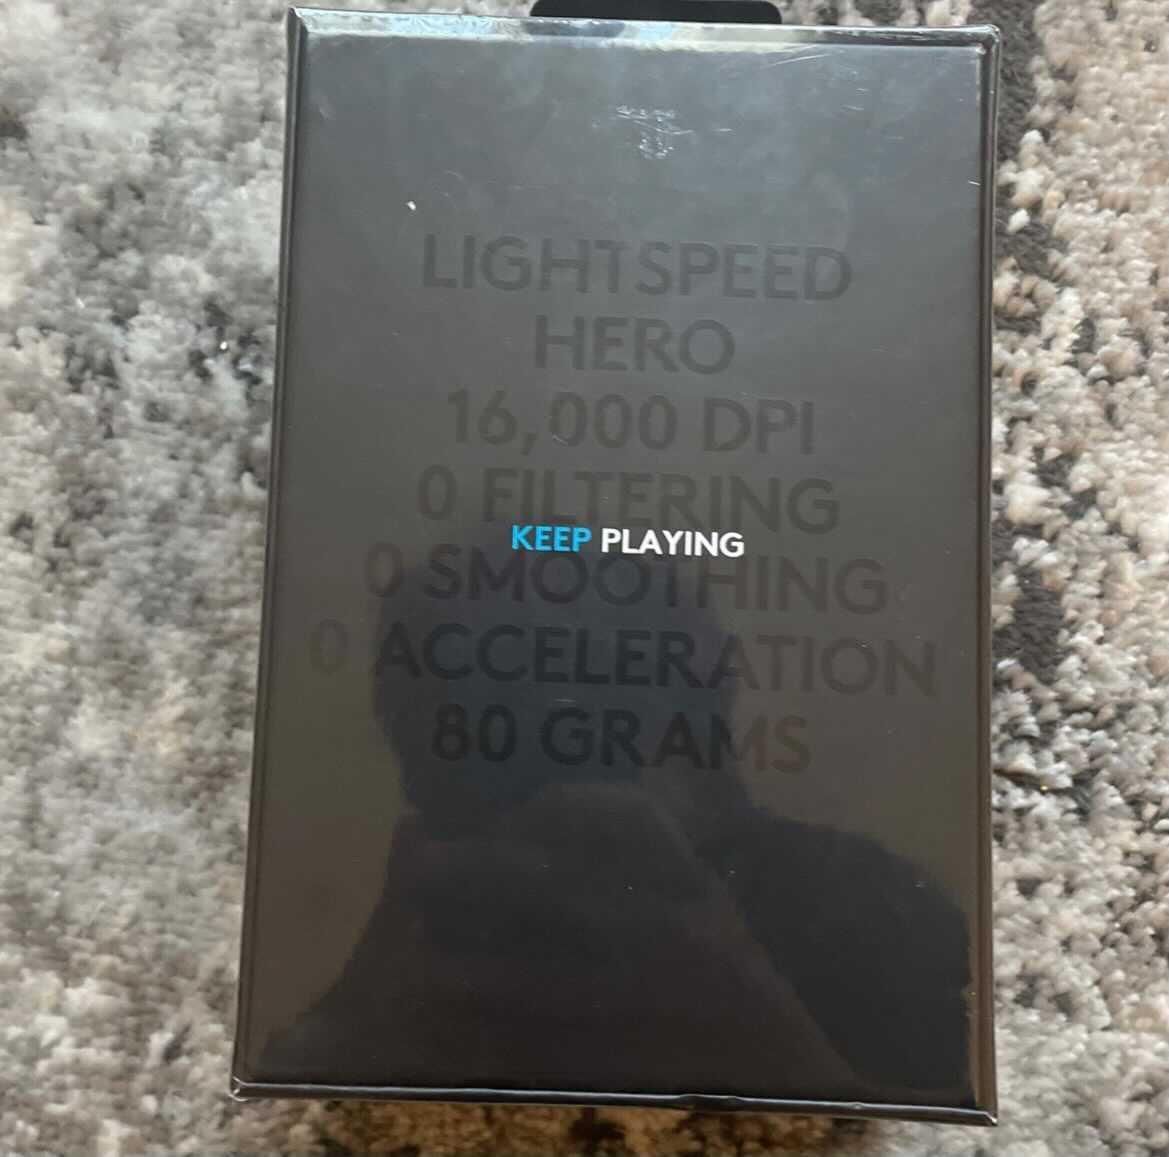 LIGHTSPEED
HERO
16,000 DPI
0 FILTERING
KEEP PLAYING
0 SMOOTHING
0 ACCELERATION
80 GRAMS